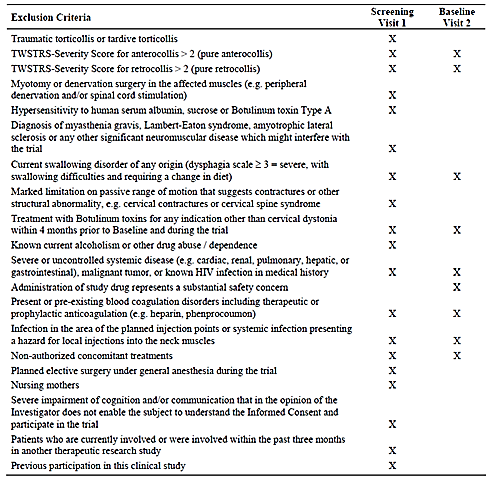 Exclusion Criteria Screening Visit 1 Baseline Visit 2
Traumatic torticollis or tardive torticollis X
TWSTRS-Severity Score for anterocollis > 2 (pure anterocollis) X X
TWSTRS-Severity Score for retrocollis > 2 (pure retrocollis) X X
Myotomy or denervation surgery in the affected muscles (e.g. peripheral
denervation and/or spinal cord stimulation) X
Hypersensitivity to human serum albumin, sucrose or Botulinum toxin Type A X
Diagnosis of myasthenia gravis, Lambert-Eaton syndrome, amyotrophic lateral
sclerosis or any other significant neuromuscular disease which might interfere with
the trial X
Current swallowing disorder of any origin (dysphagia scale ≥ 3 = severe, with
swallowing difficulties and requiring a change in diet) X X
Marked limitation on passive range of motion that suggests contractures or other
structural abnormality, e.g. cervical contractures or cervical spine syndrome X
Treatment with Botulinum toxins for any indication other than cervical dystonia
within 4 months prior to Baseline and during the trial X X
Known current alcoholism or other drug abuse / dependence X
Severe or uncontrolled systemic disease (e.g. cardiac, renal, pulmonary, hepatic, or
gastrointestinal), malignant tumor, or known HIV infection in medical history X X
Administration of study drug represents a substantial safety concern X
Present or pre-existing blood coagulation disorders including therapeutic or
prophylactic anticoagulation (e.g. heparin, phenprocoumon) X X
Infection in the area of the planned injection points or systemic infection presenting
a hazard for local injections into the neck muscles X X
Non-authorized concomitant treatments X X
Planned elective surgery under general anesthesia during the trial X
Nursing mothers X
Severe impairment of cognition and/or communication that in the opinion of the
Investigator does not enable the subject to understand the Informed Consent and
participate in the trial X
Patients who are currently involved or were involved within the past three months
in another therapeutic research study X
Previous participation in this clinical study X